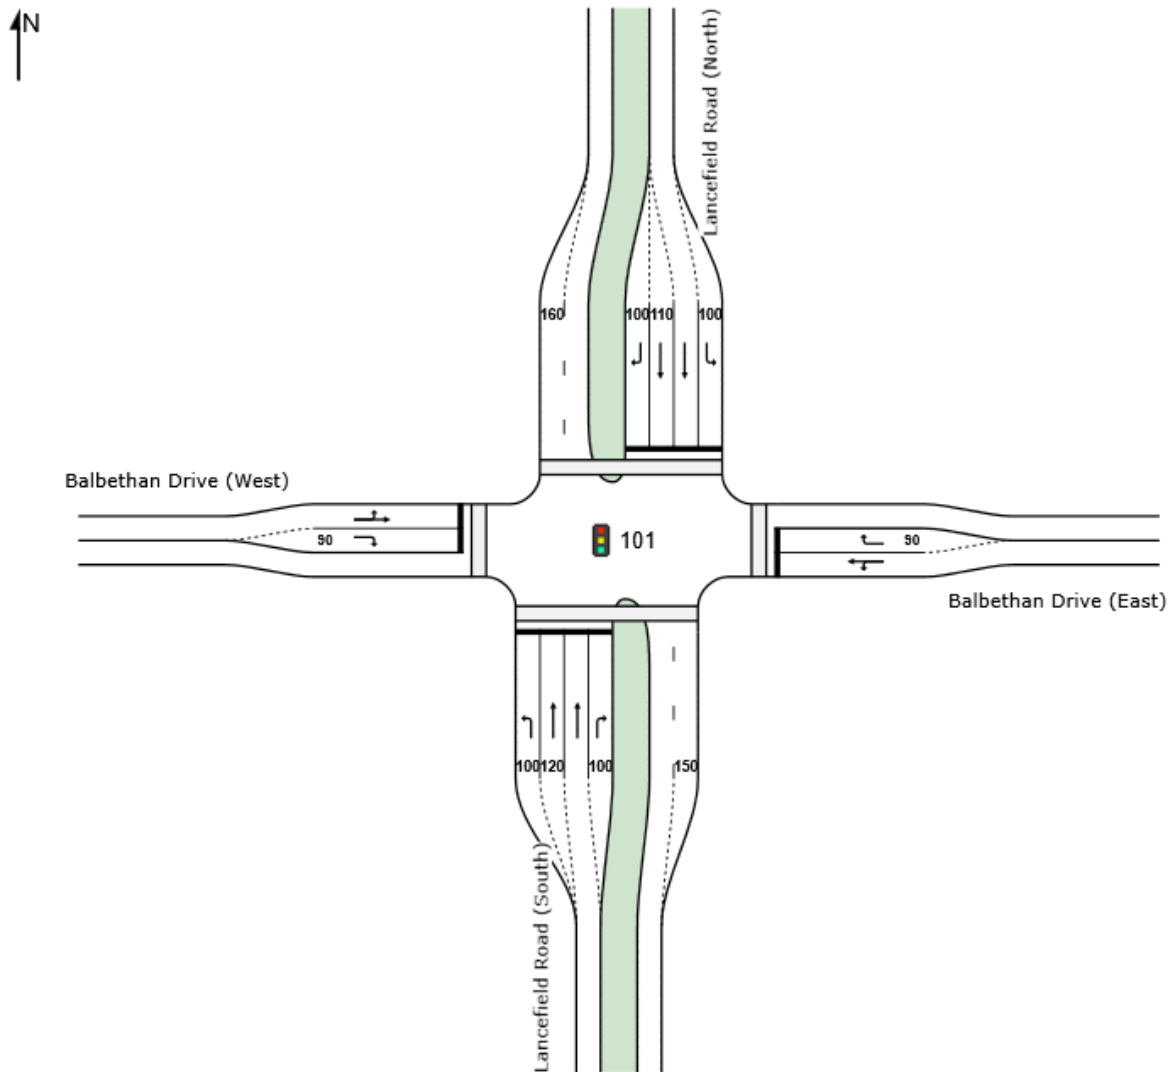 N
Lancefield Road (North)
160
100
110
100
Balbethan Drive (West)
90
101
90
Balbethan Drive (East)
100
120
100
150
Lancefield Road (South)